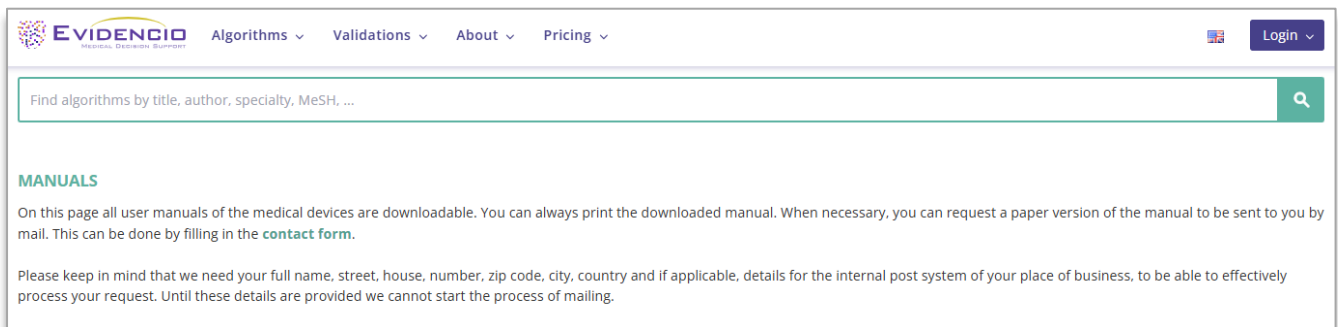 EVIDENCIO
MEDICAL DECISION SUPPORT
Algorithms Validations About Pricing Login
Find algorithms by title, author, specialty, MeSH, ...
MANUALS
On this page all user manuals of the medical devices are downloadable. You can always print the downloaded manual. When necessary, you can request a paper version of the manual to be sent to you by
mail. This can be done by filling in the contact form.
Please keep in mind that we need your full name, street, house, number, zip code, city, country and if applicable, details for the internal post system of your place of business, to be able to effectively
process your request. Until these details are provided we cannot start the process of mailing.